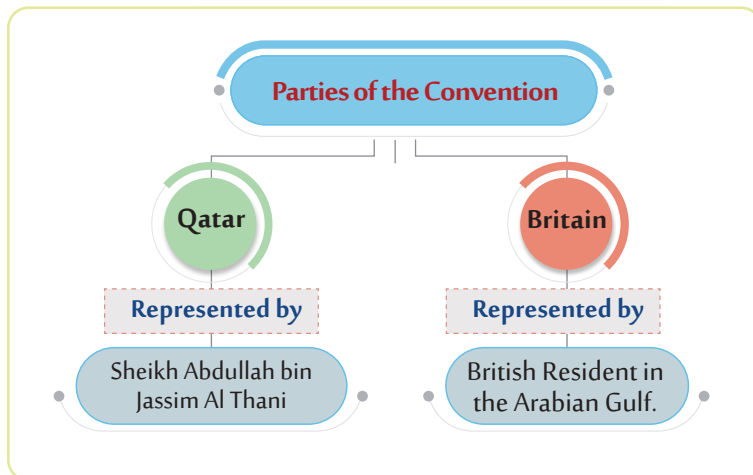 Parties of the Convention
Qatar
Britain
Represented by
Represented by
Sheikh Abdullah bin
Jassim Al Thani
British Resident in
the Arabian Gulf.